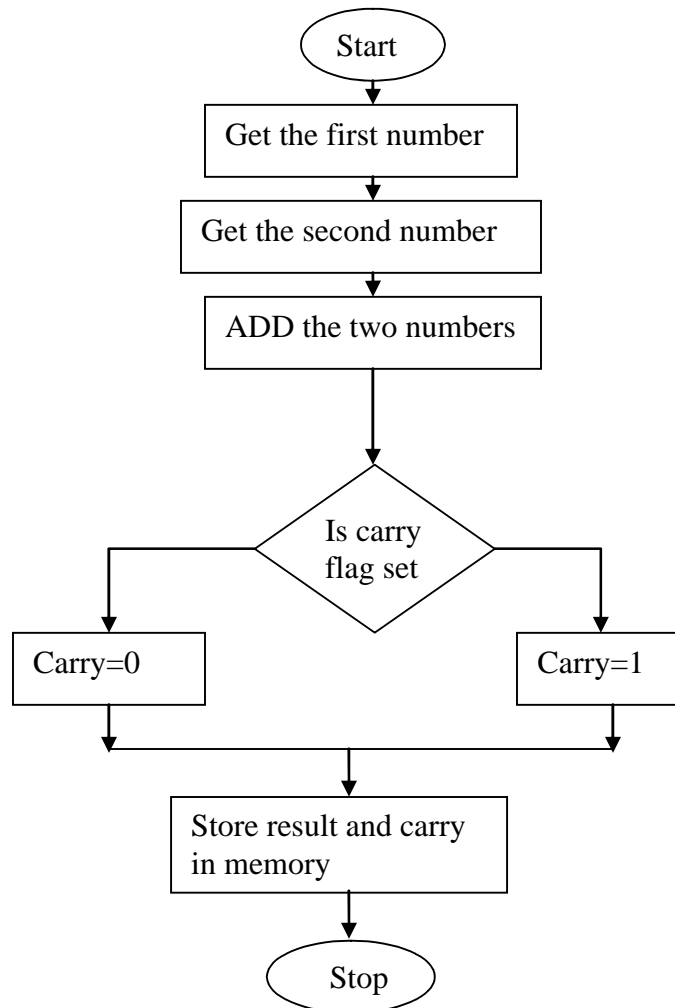 Start
Get the first number
Get the second number
ADD the two numbers
Is carry
flag set
Carry=0
Carry=1
Store result and carry
in memory
Stop